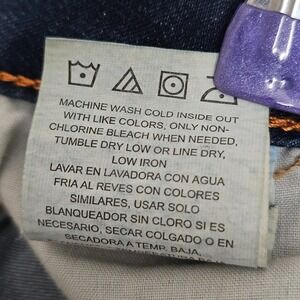 MACHINE WASH COLD INSIDE OUT
WITH LIKE COLORS, ONLY NON-
CHLORINE BLEACH WHEN NEEDED,
TUMBLE DRY LOW OR LINE DRY,
LOW IRON
LAVAR EN LAVADORA CON AGUA
FRIA AL REVES CON COLORES
SIMILARES, USAR SOLO
BLANQUEADOR SIN CLORO SI ES
NECESARIO, SECAR COLGADO O EN
SECADORA A TEMP. BAJA,